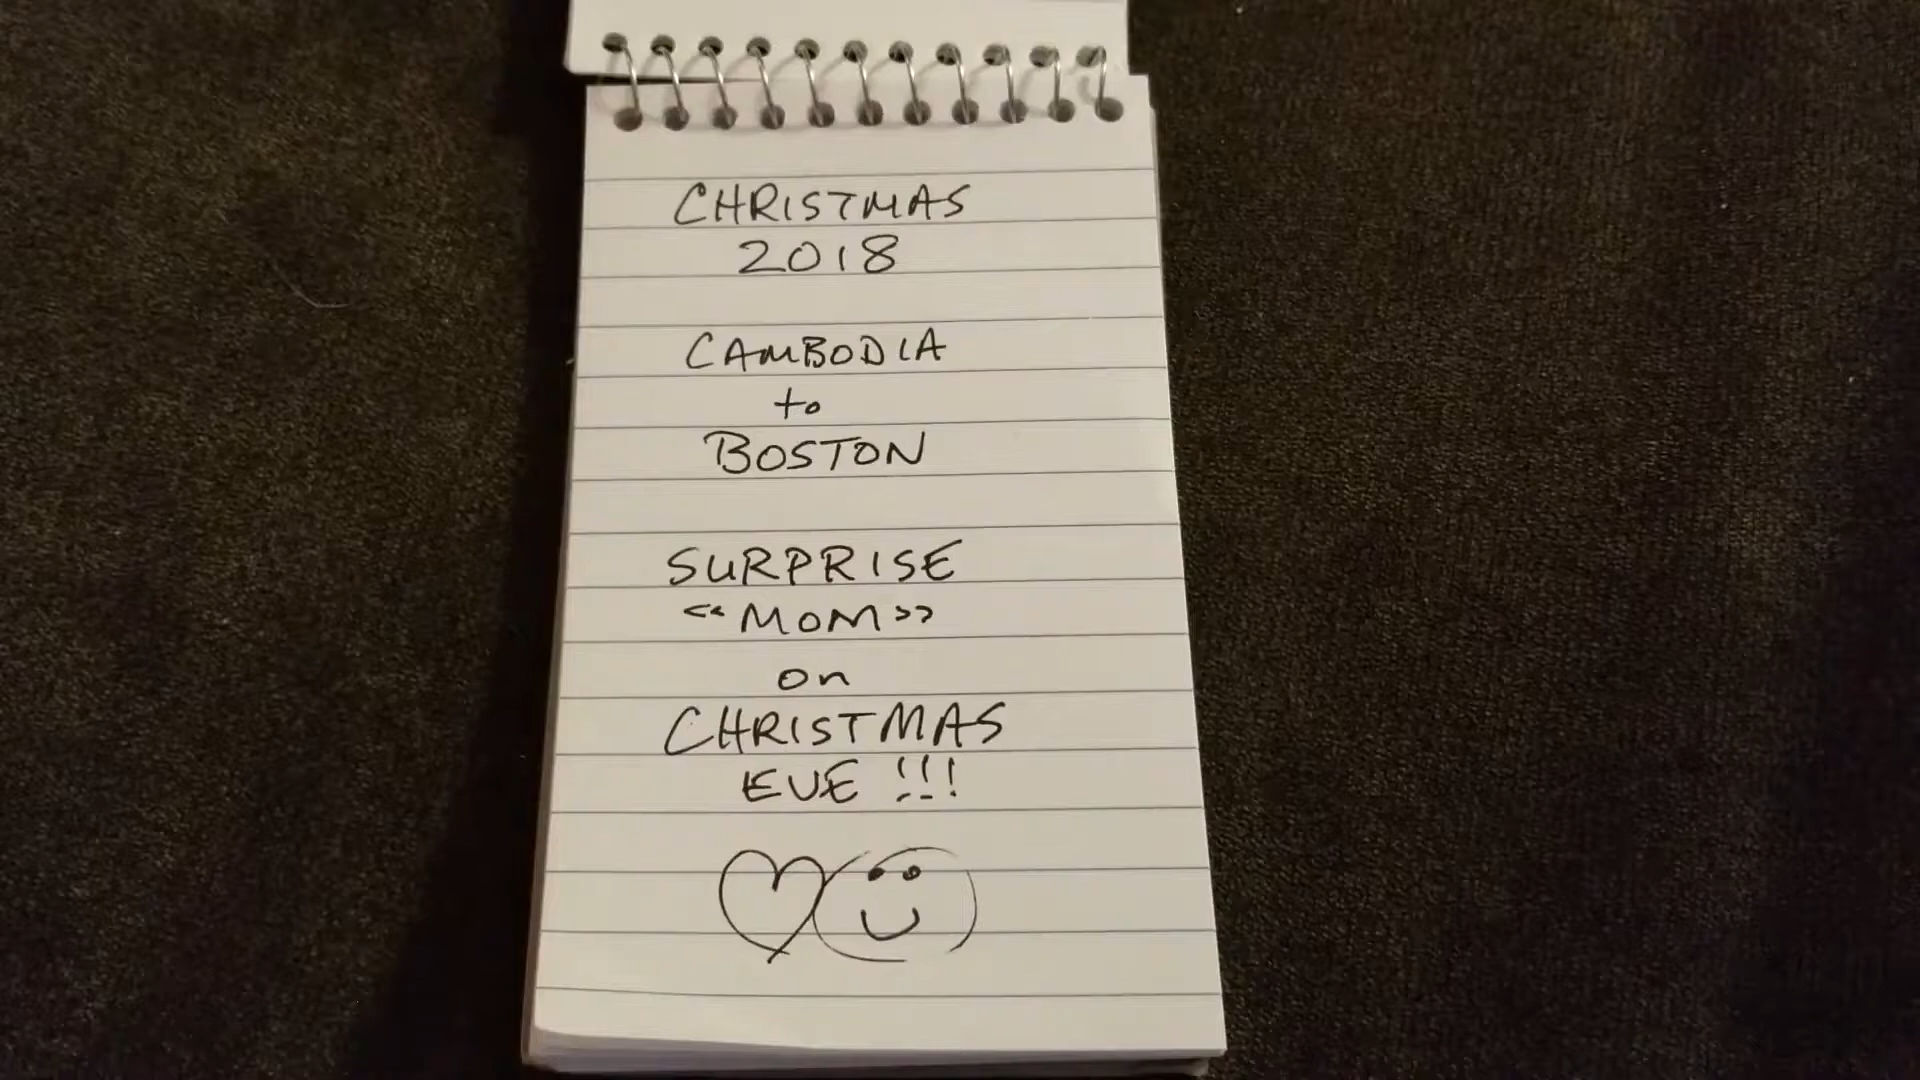 CHRISTMAS
2018
CAMBODIA
to
BOSTON
SURPRISE
<<MOM>>
on
CHRISTMAS
EVE !!!